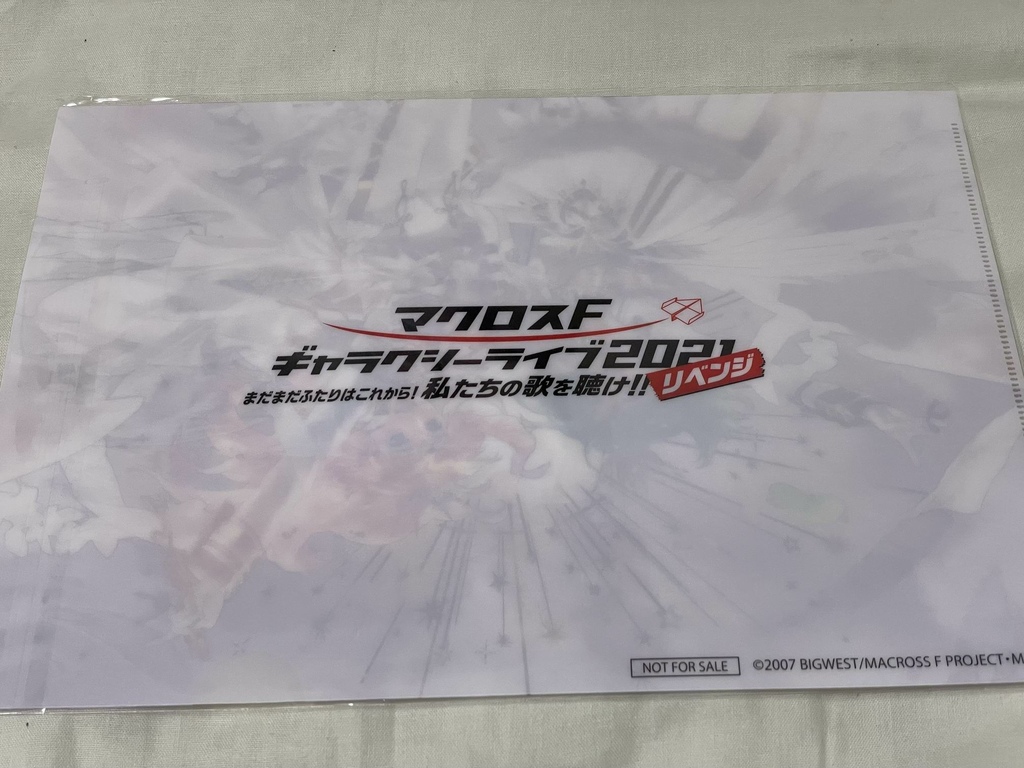 マクロスF
ギャラクシーライブ2021
リベンジ
まだまだふたりはこれから!私たちの歌を聴け!!
NOT FOR SALE
©2007 BIGWEST/MACROSS F PROJECT・M